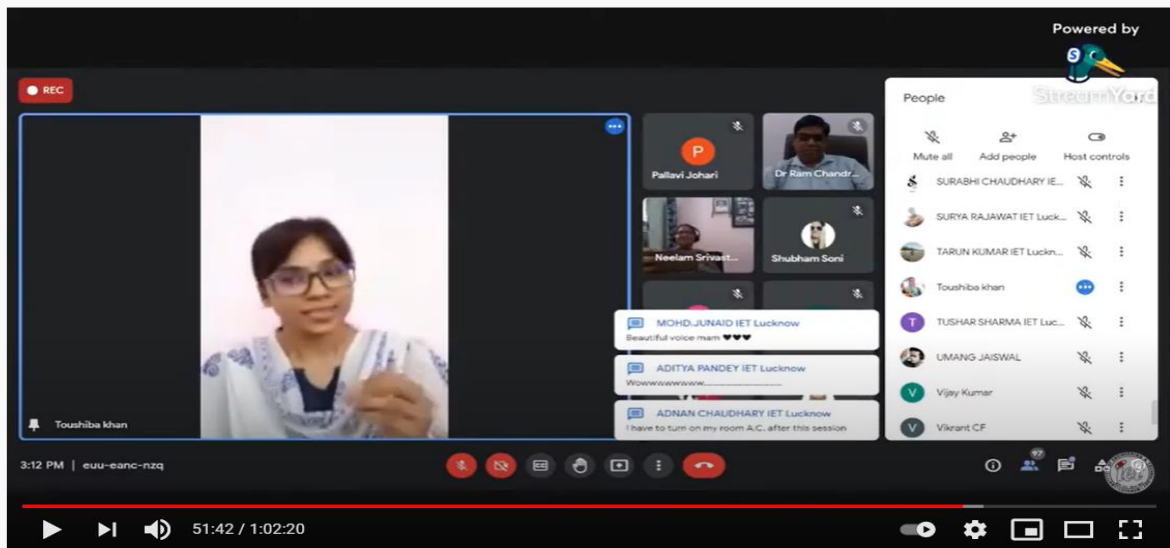 Powered by
StreamYard
REC
People
Mute all
Add people
Host controls
P
Pallavi Johari
Dr Ram Chandr...
Neelam Srivast...
Shubham Soni
SURABHI CHAUDHARY IE...
SURYA RAJAWAT IET Luck...
TARUN KUMAR IET Luckn...
Toushiba khan
T
TUSHAR SHARMA IET Luc...
UMANG JAISWAL
V
Vijay Kumar
V
Vikrant CF
MOHD.JUNAID IET Lucknow
Beautiful voice mam ♥♥♥
ADITYA PANDEY IET Lucknow
ADNAN CHAUDHARY IET Lucknow
I have to turn on my room A.C. after this session
Toushiba khan
3:12 PM | euu-eanc-nzq
97
51:42 / 1:02:20